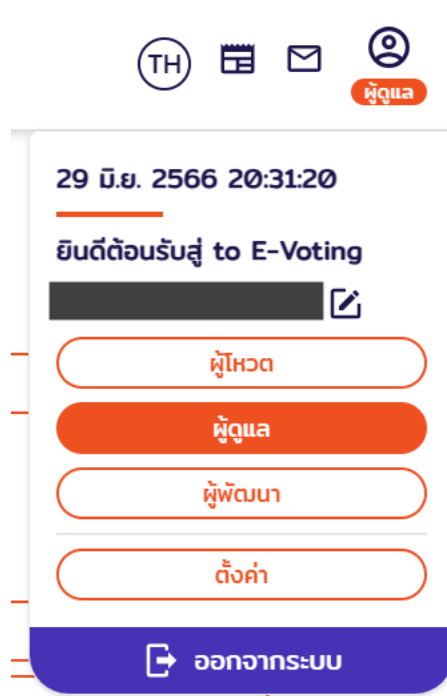 TH
ผู้ดูแล
29 มิ.ย. 2566 20:31:20
ยินดีต้อนรับสู่ to E-Voting
ผู้โหวต
ผู้ดูแล
ผู้พัฒนา
ตั้งค่า
ออกจากระบบ